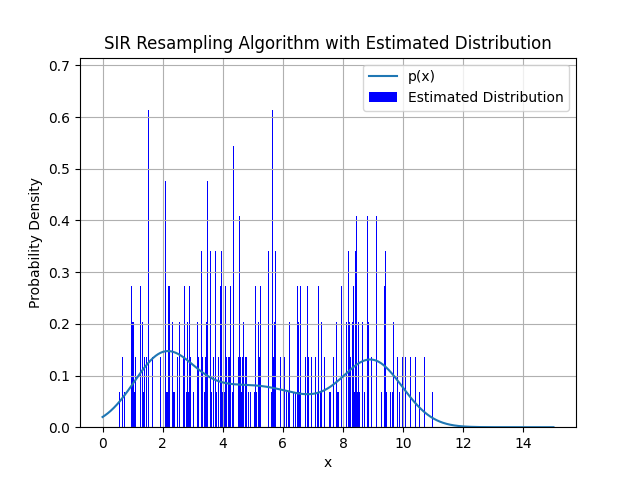 SIR Resampling Algorithm with Estimated Distribution
0.7
0.6
0.5
0.4
0.3
0.2
0.1
0.0
Probability Density
p(x)
Estimated Distribution
0 2 4 6 8 10 12 14
x